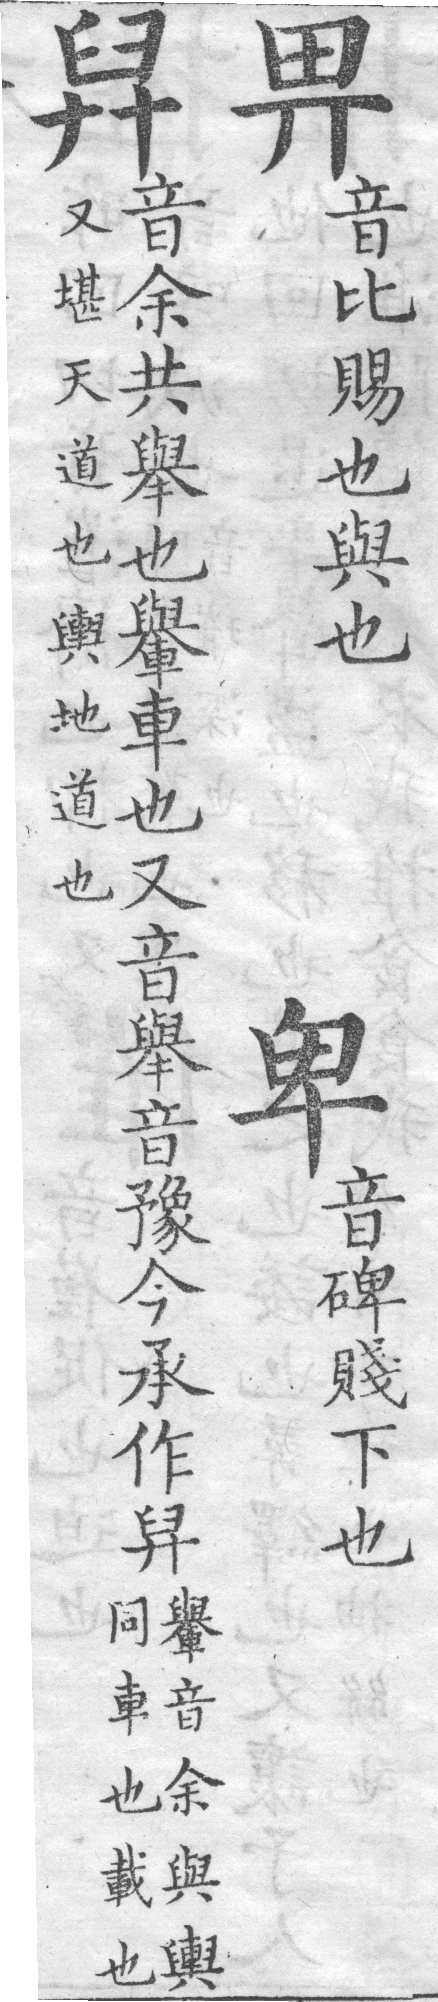 畀音比賜也與也　卑音碑賤下也
舁音余共舉也轝車也又音舉音豫今承作舁轝音余與輿
同車也載也
又堪天道也輿地道也